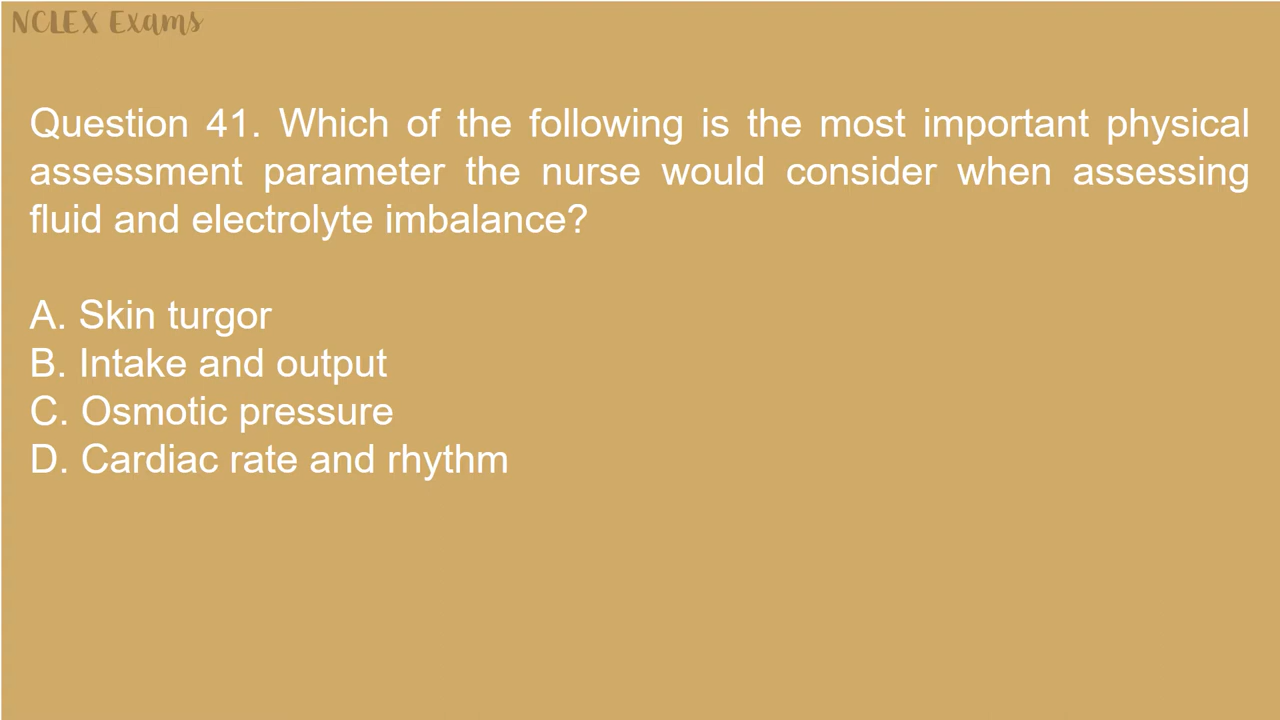 NCLEX Exams
Question 41. Which of the following is the most important physical
assessment parameter the nurse would consider when assessing
fluid and electrolyte imbalance?
A. Skin turgor
B. Intake and output
C. Osmotic pressure
D. Cardiac rate and rhythm